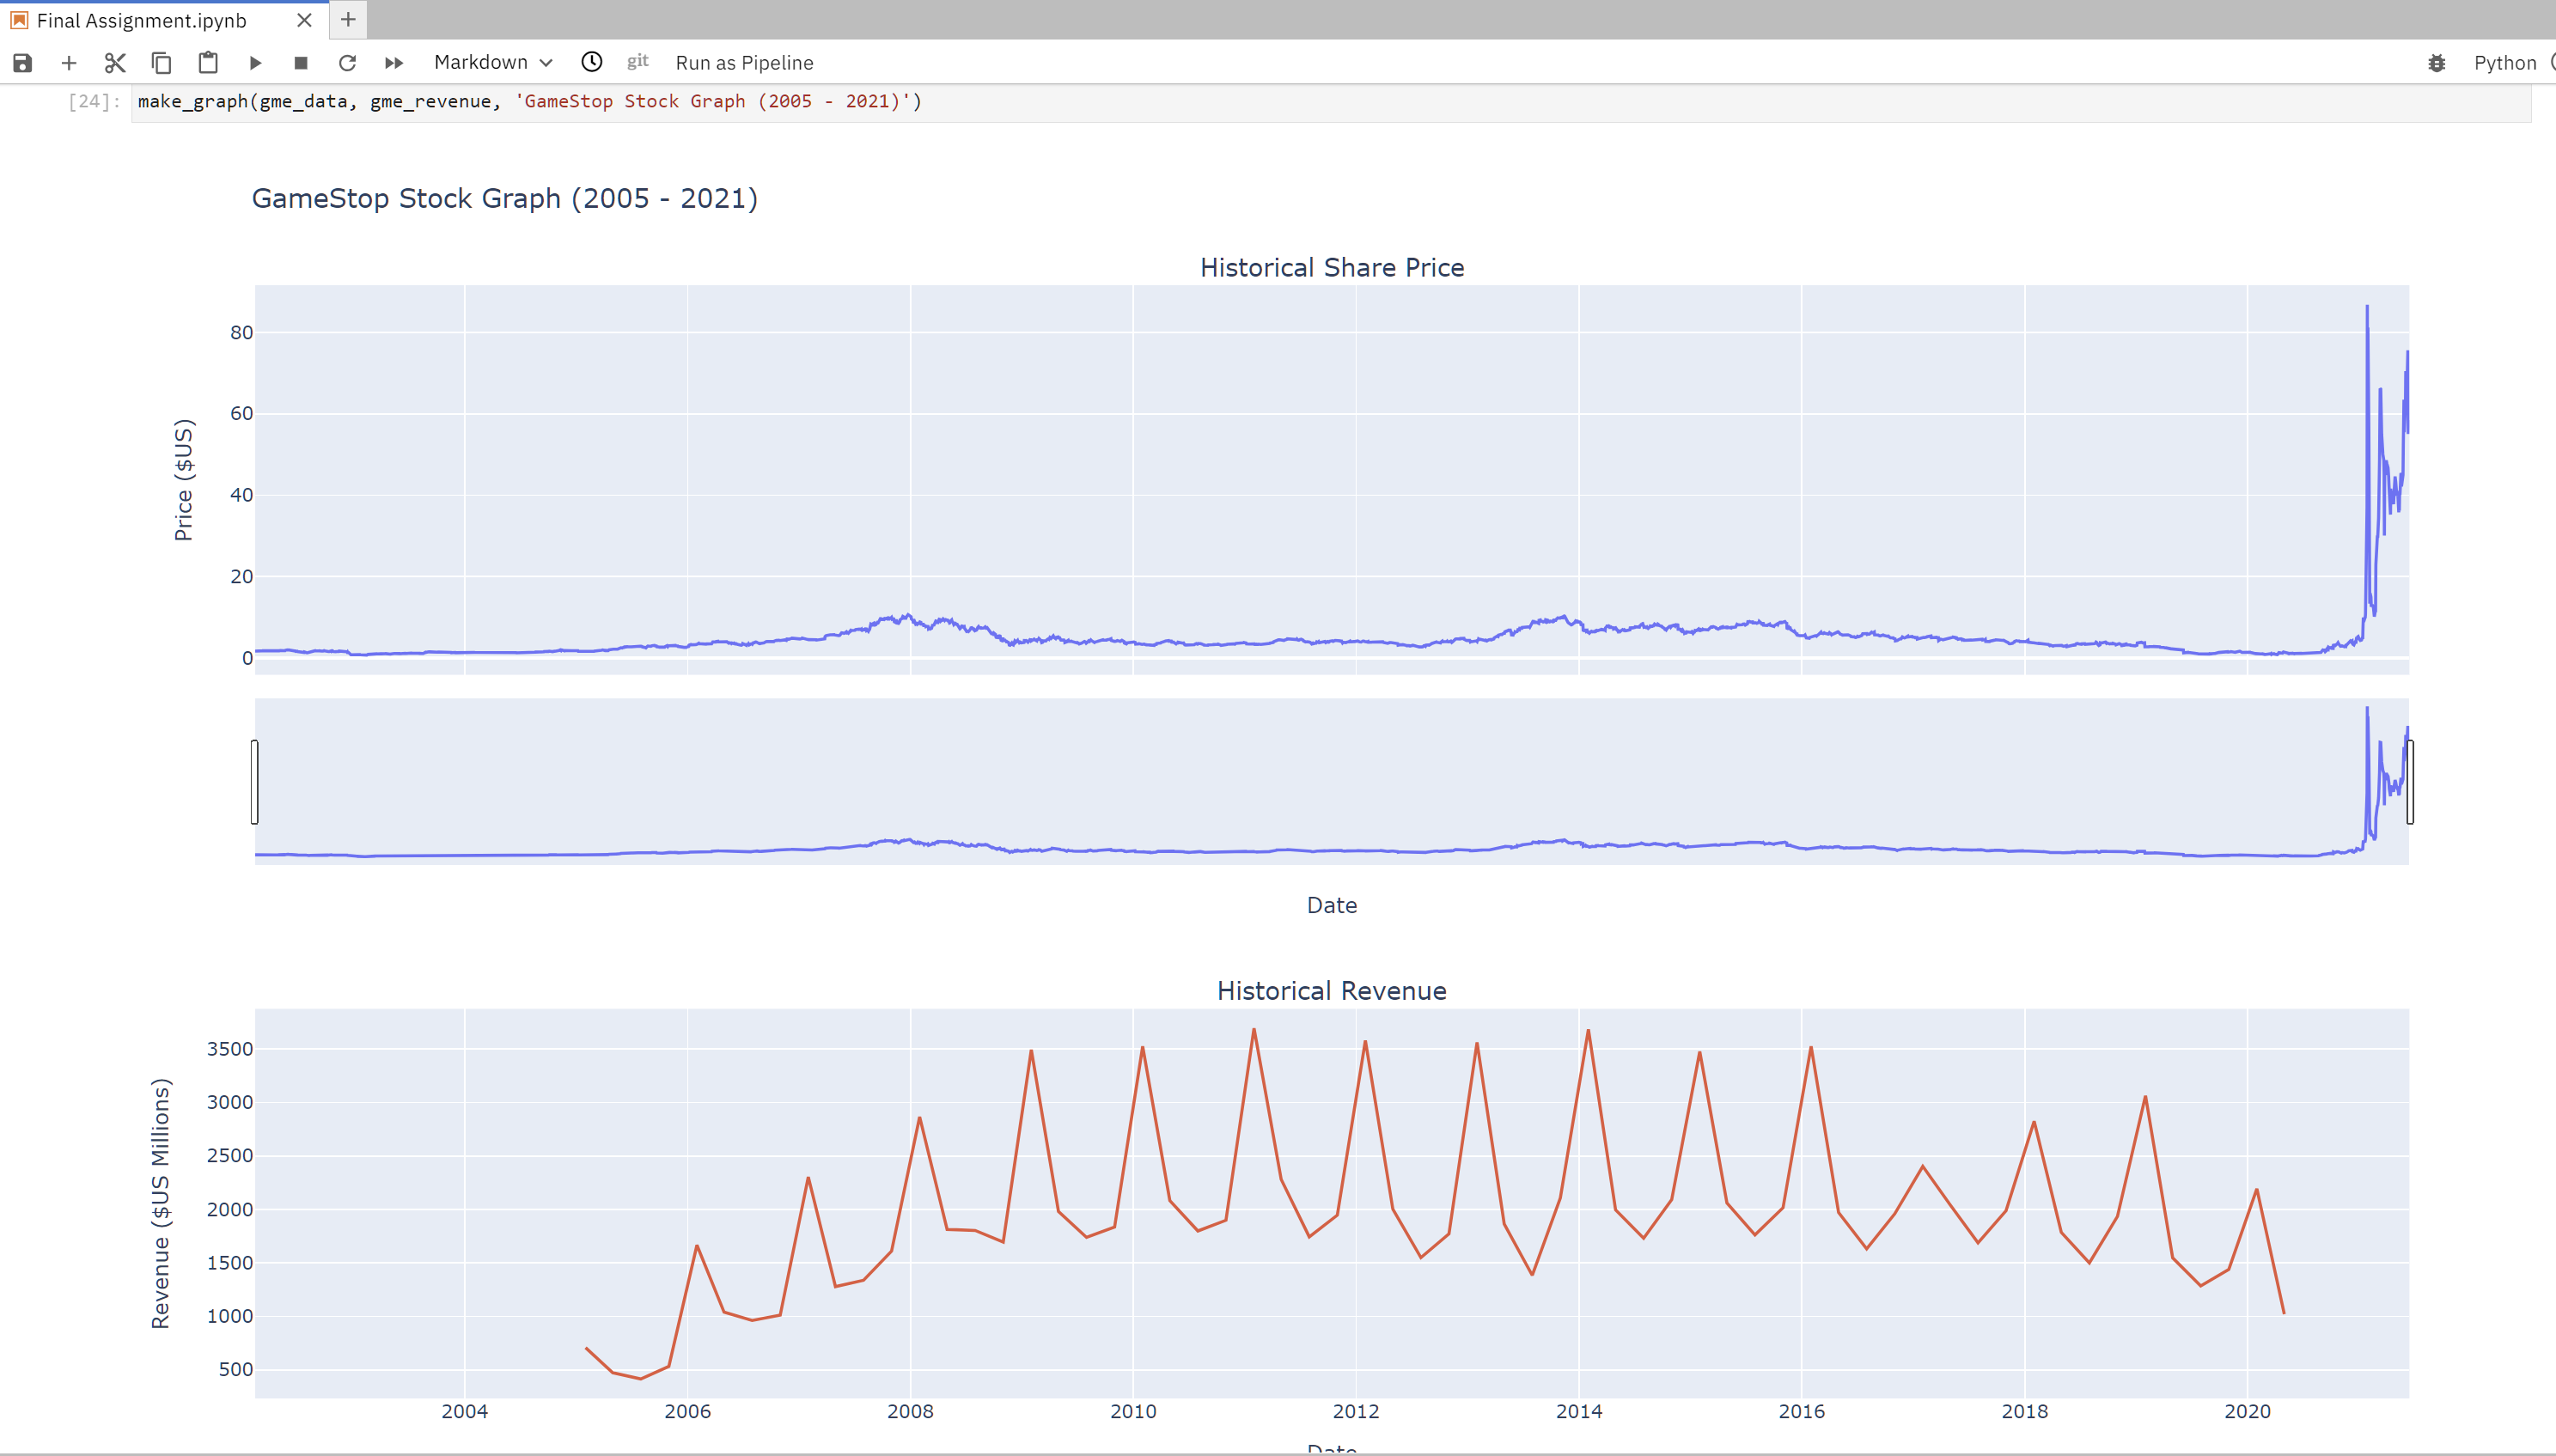 Final Assignment.ipynb
Markdown git Run as Pipeline Python
[24]: make_graph(gme_data, gme_revenue, 'GameStop Stock Graph (2005 - 2021)')
GameStop Stock Graph (2005 - 2021)
Historical Share Price
Price ($US)
80
60
40
20
0
Date
Historical Revenue
Revenue ($US Millions)
3500
3000
2500
2000
1500
1000
500
2004 2006 2008 2010 2012 2014 2016 2018 2020
Date